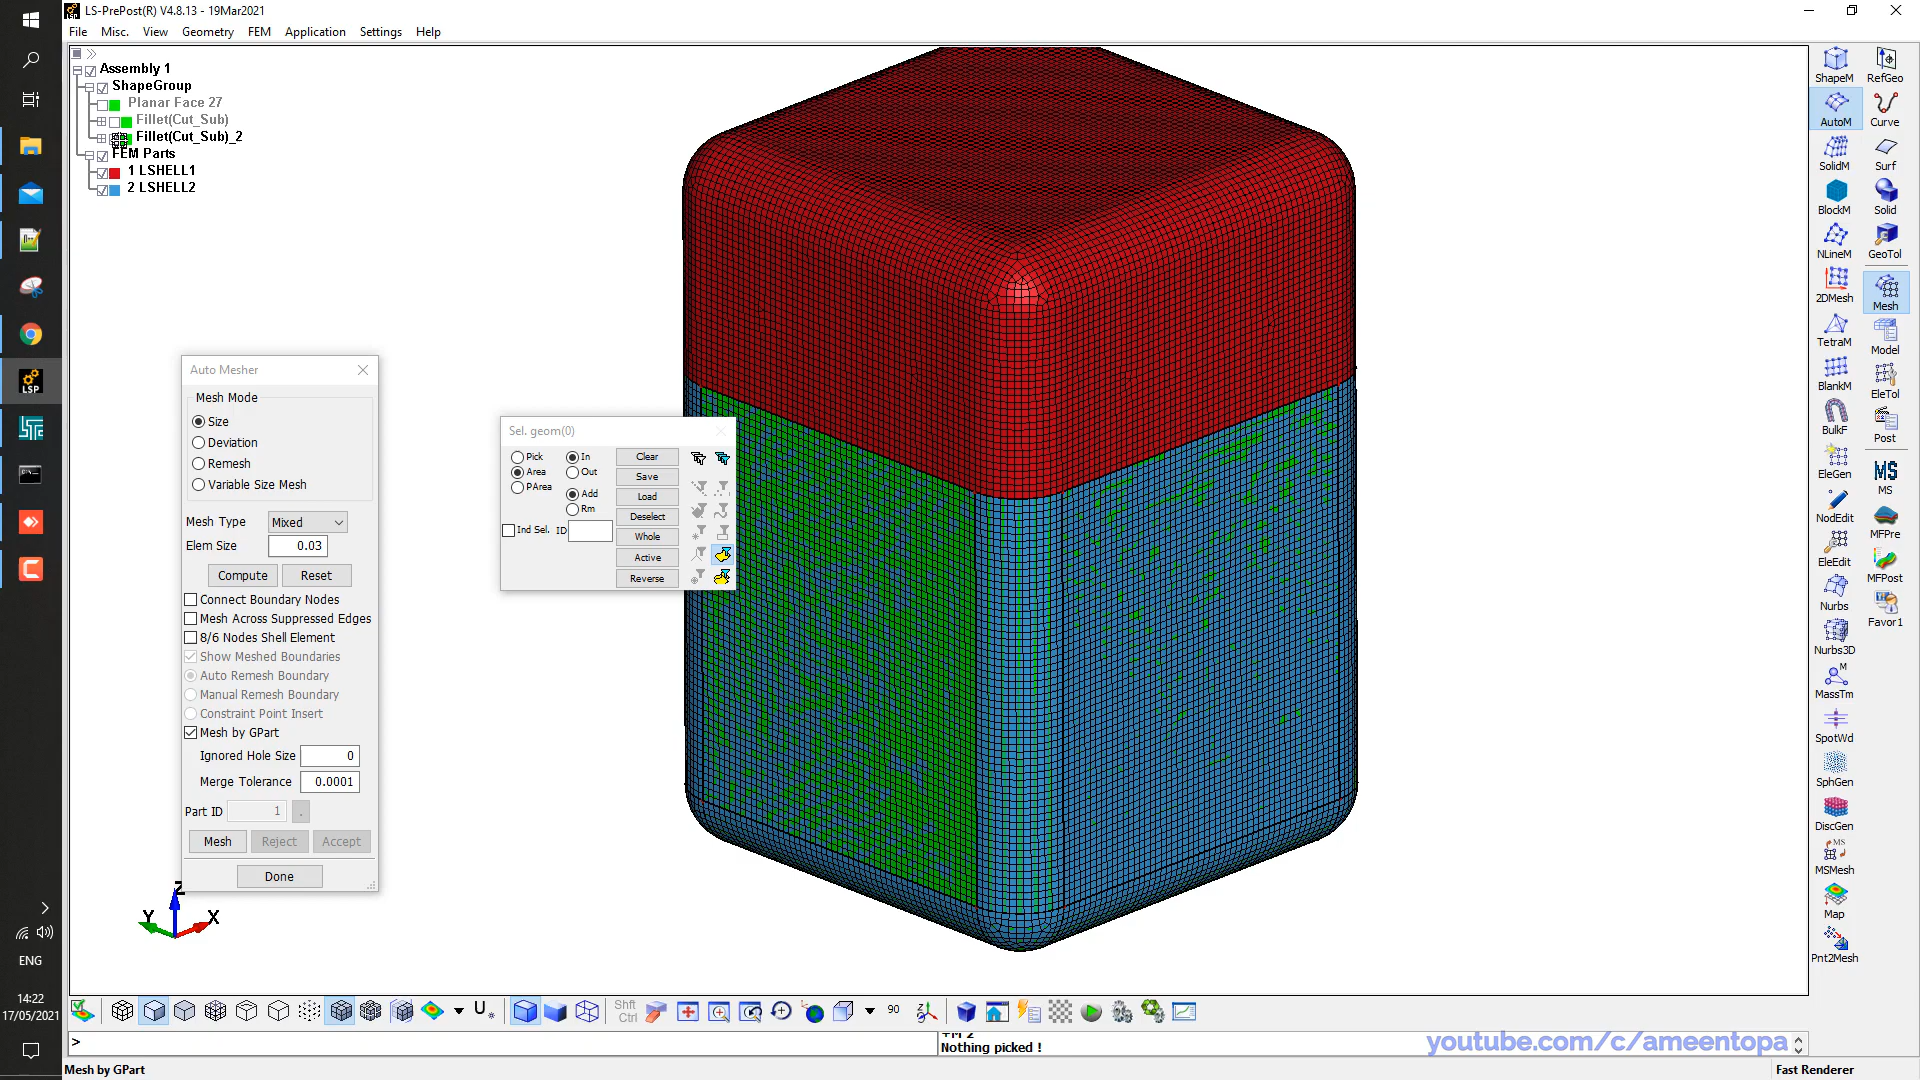 LS-PrePost(R) V4.8.13 - 19Mar2021
File Misc. View Geometry FEM Application Settings Help
Assembly 1
ShapeGroup
Planar Face 27
Fillet(Cut_Sub)
Fillet(Cut_Sub)_2
FEM Parts
1 LSHELL1
2 LSHELL2
Auto Mesher
Mesh Mode
Size
Deviation
Remesh
Variable Size Mesh
Mesh Type Mixed
Elem Size 0.03
Compute Reset
Connect Boundary Nodes
Mesh Across Suppressed Edges
8/6 Nodes Shell Element
Show Meshed Boundaries
Auto Remesh Boundary
Manual Remesh Boundary
Constraint Point Insert
Mesh by GPart
Ignored Hole Size 0
Merge Tolerance 0.0001
Part ID 1 .
Mesh Reject Accept
Done
Sel. geom(0)
Pick In Clear
Area Out Save
PArea Add Load
Rm Deselect
Ind Sel. ID Whole
Active
Reverse
ShapeM RefGeo
AutoM Curve
SolidM Surf
BlockM Solid
NLineM GeoTol
2DMesh Mesh
TetraM Model
BlankM EleTol
BulkF Post
EleGen MS
NodEdit MFPre
EleEdit MFPost
Nurbs Favor1
Nurbs3D
MassTm
SpotWd
SphGen
DiscGen
MSMesh
Map
Pnt2Mesh
Z
Y X
ENG
14:22
17/05/2021
Shft
Ctrl
90
>
+M 2
Nothing picked !
youtube.com/c/ameentopa
Mesh by GPart
Fast Renderer